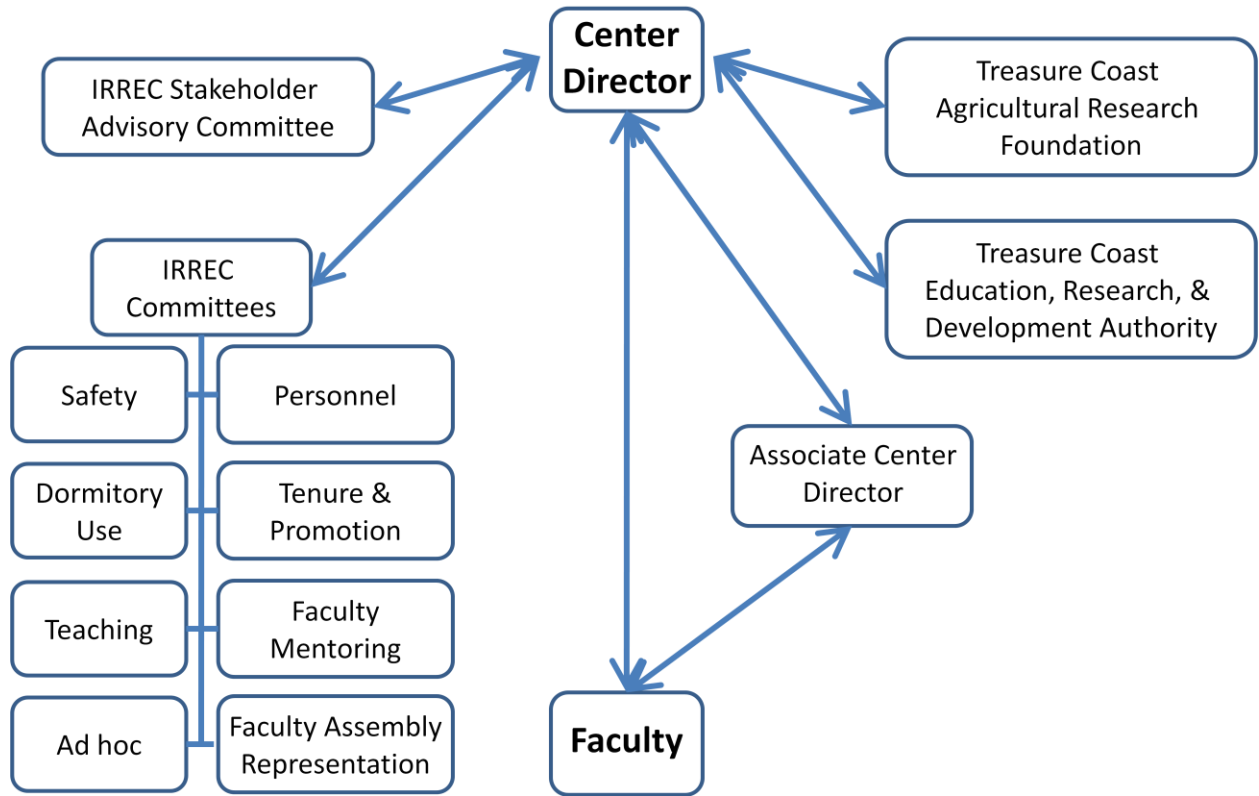 Center
Director
IRREC Stakeholder
Advisory Committee
Treasure Coast
Agricultural Research
Foundation
IRREC
Committees
Treasure Coast
Education, Research, &
Development Authority
Safety
Personnel
Dormitory
Use
Tenure &
Promotion
Teaching
Faculty
Mentoring
Ad hoc
Faculty Assembly
Representation
Associate Center
Director
Faculty